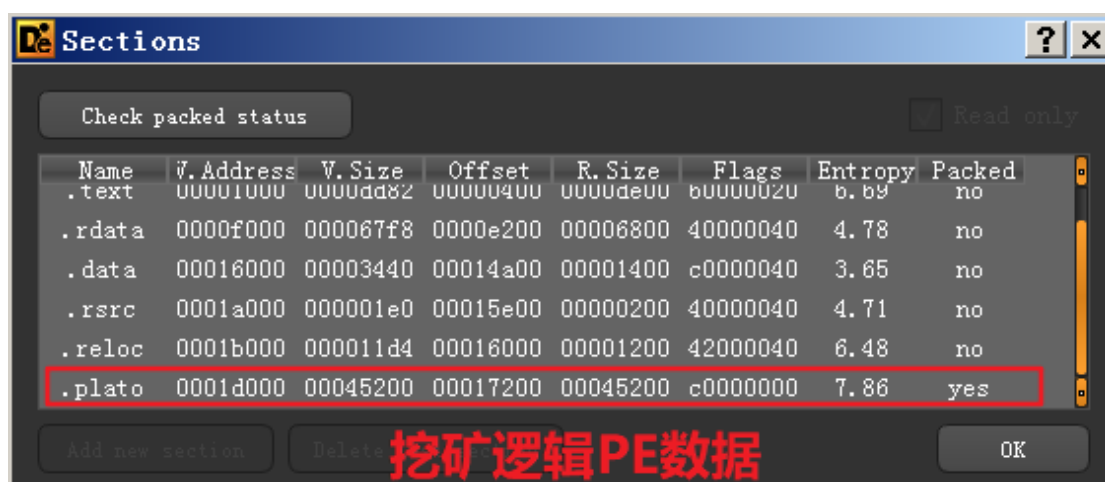 De Sections ? ×
Check packed status Read only
Name V.Address V.Size Offset R.Size Flags Entropy Packed
.text 00001000 0000dd82 00000400 0000de00 60000020 6.69 no
.rdata 0000f000 000067f8 0000e200 00006800 40000040 4.78 no
.data 00016000 00003440 00014a00 00001400 c0000040 3.65 no
.rsrc 0001a000 000001e0 00015e00 00000200 40000040 4.71 no
.reloc 0001b000 000011d4 00016000 00001200 42000040 6.48 no
.plato 0001d000 00045200 00017200 00045200 c0000000 7.86 yes
Add new section Delete OK
挖矿逻辑PE数据